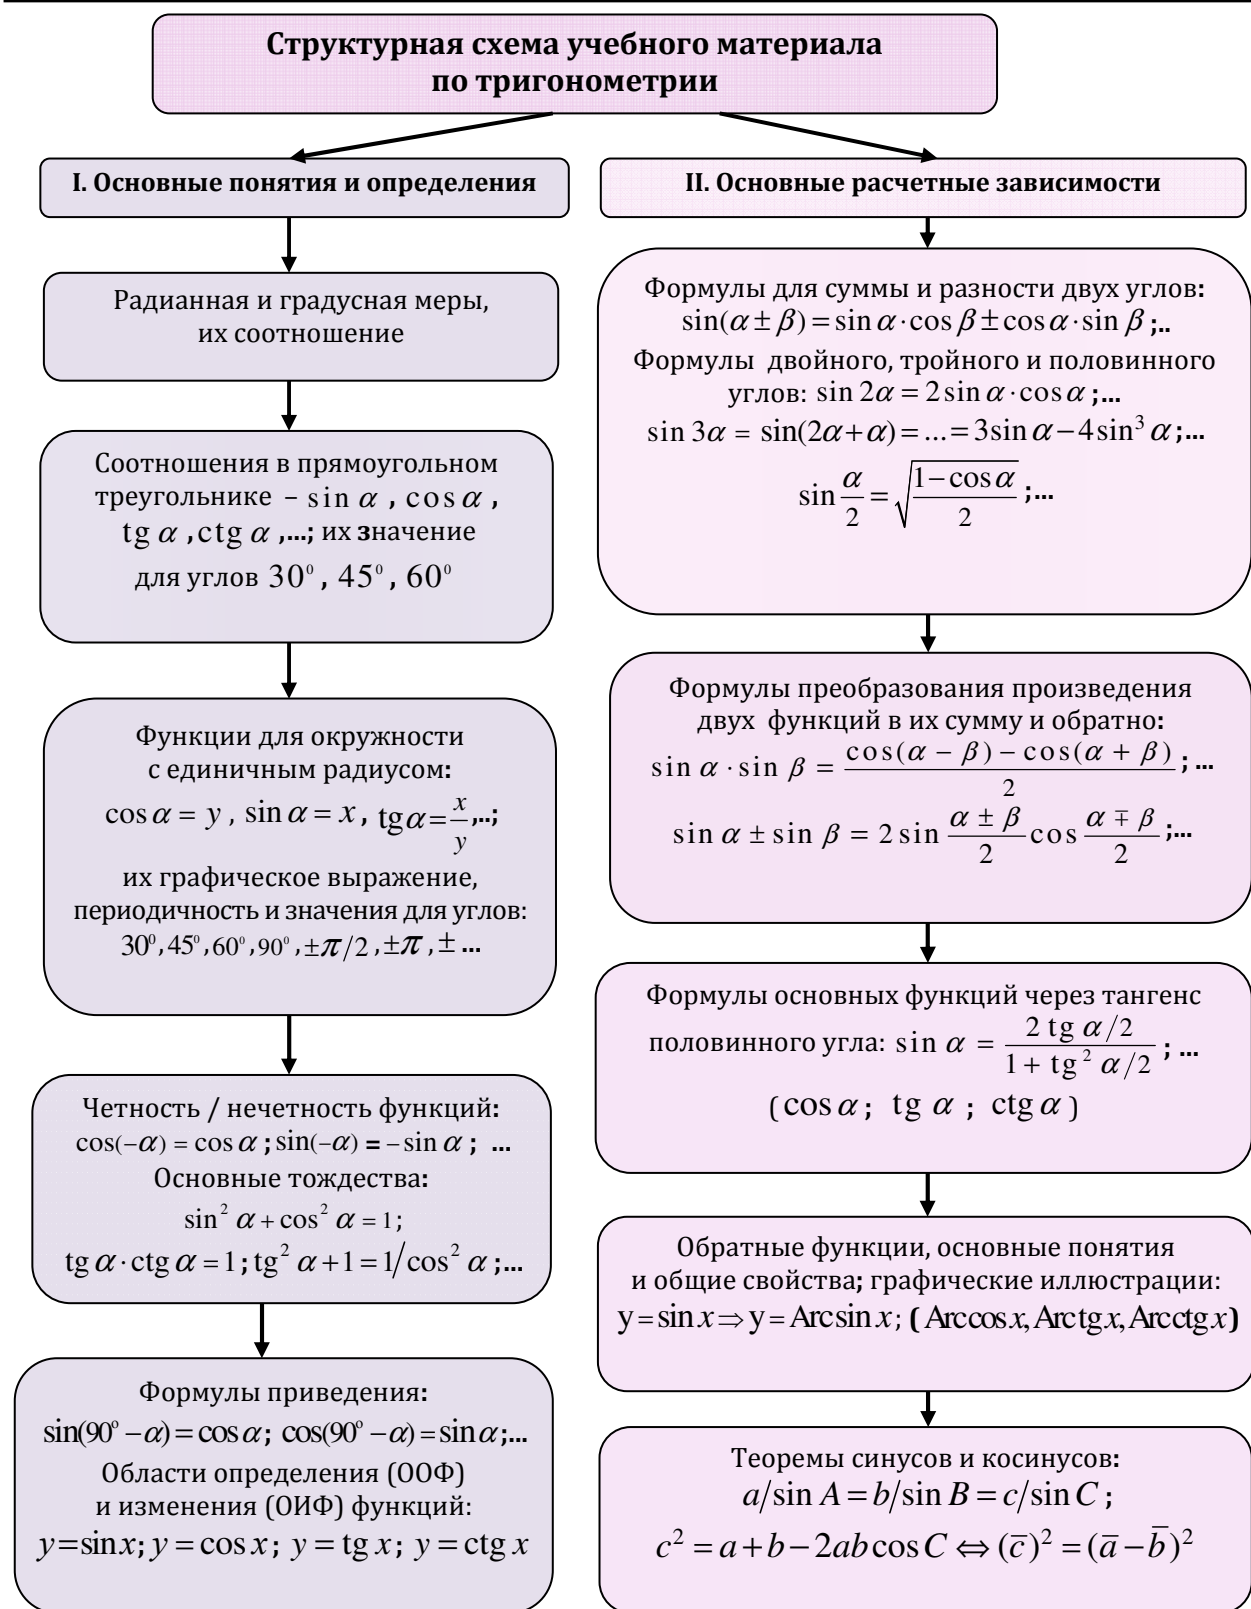 Структурная схема учебного материала
по тригонометрии
I. Основные понятия и определения
Радианная и градусная меры,
их соотношение
Соотношения в прямоугольном
треугольнике – sin α , cos α ,
tg α ,ctg α ,...; их значение
для углов 30⁰ , 45⁰ , 60⁰
Функции для окружности
с единичным радиусом:
cos α = y , sin α = x , tg α = x/y ,..;
их графическое выражение,
периодичность и значения для углов:
30⁰,45⁰,60⁰,90⁰,±π/2,±π,± ...
Четность / нечетность функций:
cos(−α) = cos α ; sin(−α) = − sin α ; ...
Основные тождества:
sin² α + cos² α = 1;
tg α · ctg α = 1; tg² α + 1 = 1/cos² α ;...
Формулы приведения:
sin(90° − α) = cos α; cos(90° − α) = sin α;...
Области определения (ООФ)
и изменения (ОИФ) функций:
y = sin x; y = cos x; y = tg x; y = ctg x
II. Основные расчетные зависимости
Формулы для суммы и разности двух углов:
sin(α ± β) = sin α · cos β ± cos α · sin β ;..
Формулы двойного, тройного и половинного
углов: sin 2α = 2 sin α · cos α ;...
sin 3α = sin(2α + α) = ... = 3 sin α − 4 sin³ α ;...
sin α/2 = √((1 − cos α)/2) ;...
Формулы преобразования произведения
двух функций в их сумму и обратно:
sin α · sin β = (cos(α − β) − cos(α + β))/2 ; ...
sin α ± sin β = 2 sin (α ± β)/2 cos (α ∓ β)/2 ;...
Формулы основных функций через тангенс
половинного угла: sin α = (2 tg α/2)/(1 + tg² α/2) ; ...
(cos α ; tg α ; ctg α )
Обратные функции, основные понятия
и общие свойства; графические иллюстрации:
y = sin x ⇒ y = Arcsin x; (Arccos x, Arctg x, Arcctg x)
Теоремы синусов и косинусов:
a/sin A = b/sin B = c/sin C ;
c² = a + b − 2ab cos C ⇔ (c̅)² = (a̅ − b̅)²